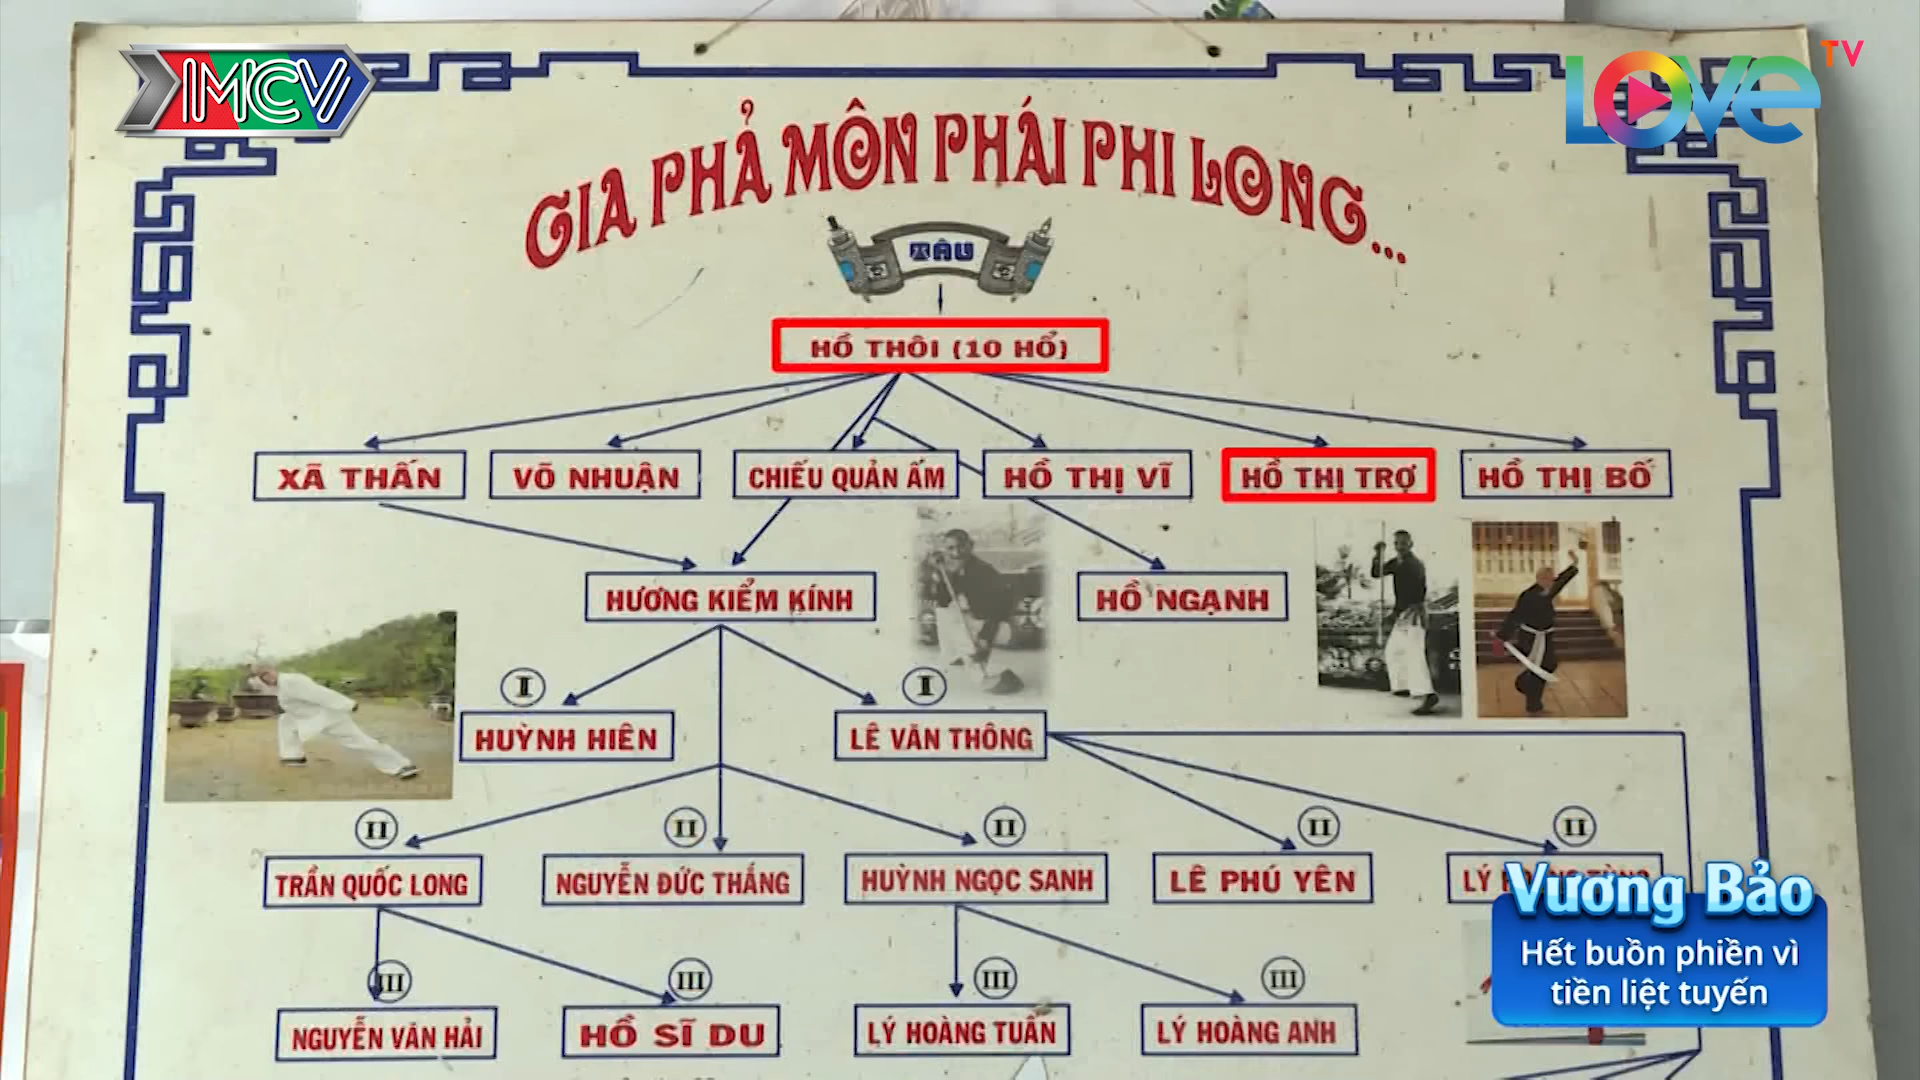 MCV
LOVE TV
GIA PHẢ MÔN PHÁI PHI LONG...
TÂU
HỒ THÔI (10 HỔ)
XÃ THẤN
VÕ NHUẬN
CHIẾU QUẢN ẤM
HỒ THỊ VĨ
HỒ THỊ TRỢ
HỒ THỊ BỐ
HƯƠNG KIỂM KÍNH
HỒ NGẠNH
I
I
HUỲNH HIÊN
LÊ VĂN THÔNG
II
II
II
II
II
TRẦN QUỐC LONG
NGUYỄN ĐỨC THẮNG
HUỲNH NGỌC SANH
LÊ PHÚ YÊN
LÝ
Vương Bảo
Hết buồn phiền vì
tiền liệt tuyến
III
III
III
III
NGUYỄN VĂN HẢI
HỒ SĨ DU
LÝ HOÀNG TUẤN
LÝ HOÀNG ANH